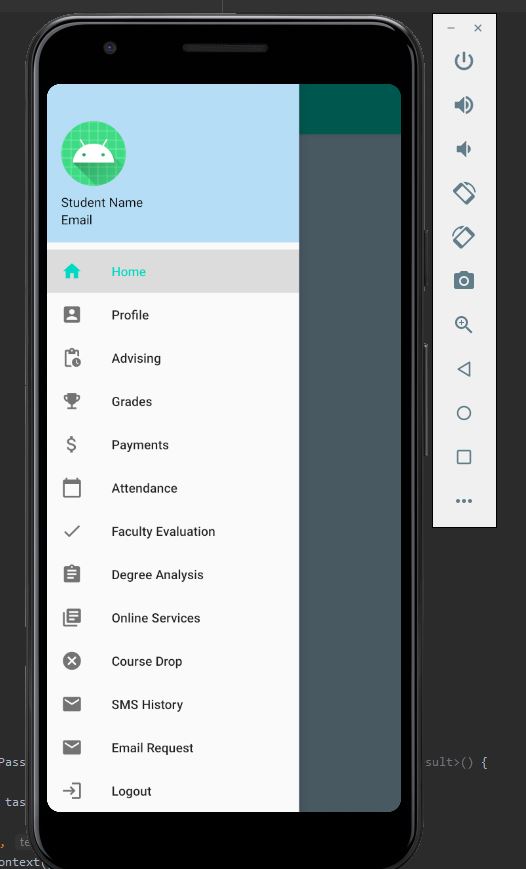 Student Name
Email
Home
Profile
Advising
Grades
Payments
Attendance
Faculty Evaluation
Degree Analysis
Online Services
Course Drop
SMS History
Email Request
Logout
Pass
sult>() {
tas
, te
ontext(